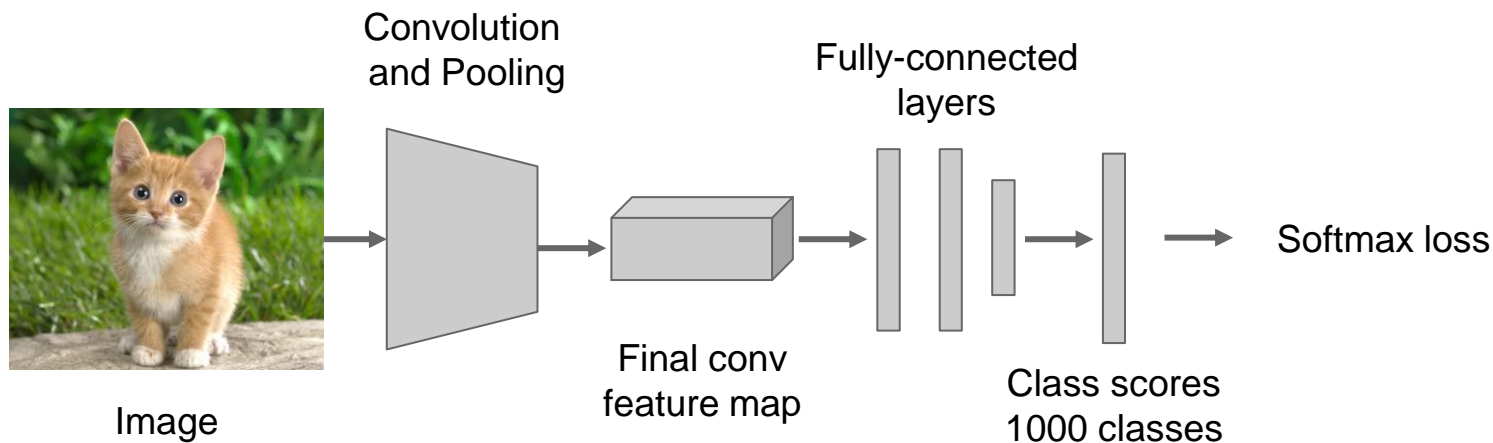 Convolution
and Pooling
Fully-connected
layers
Softmax loss
Final conv
feature map
Class scores
1000 classes
Image